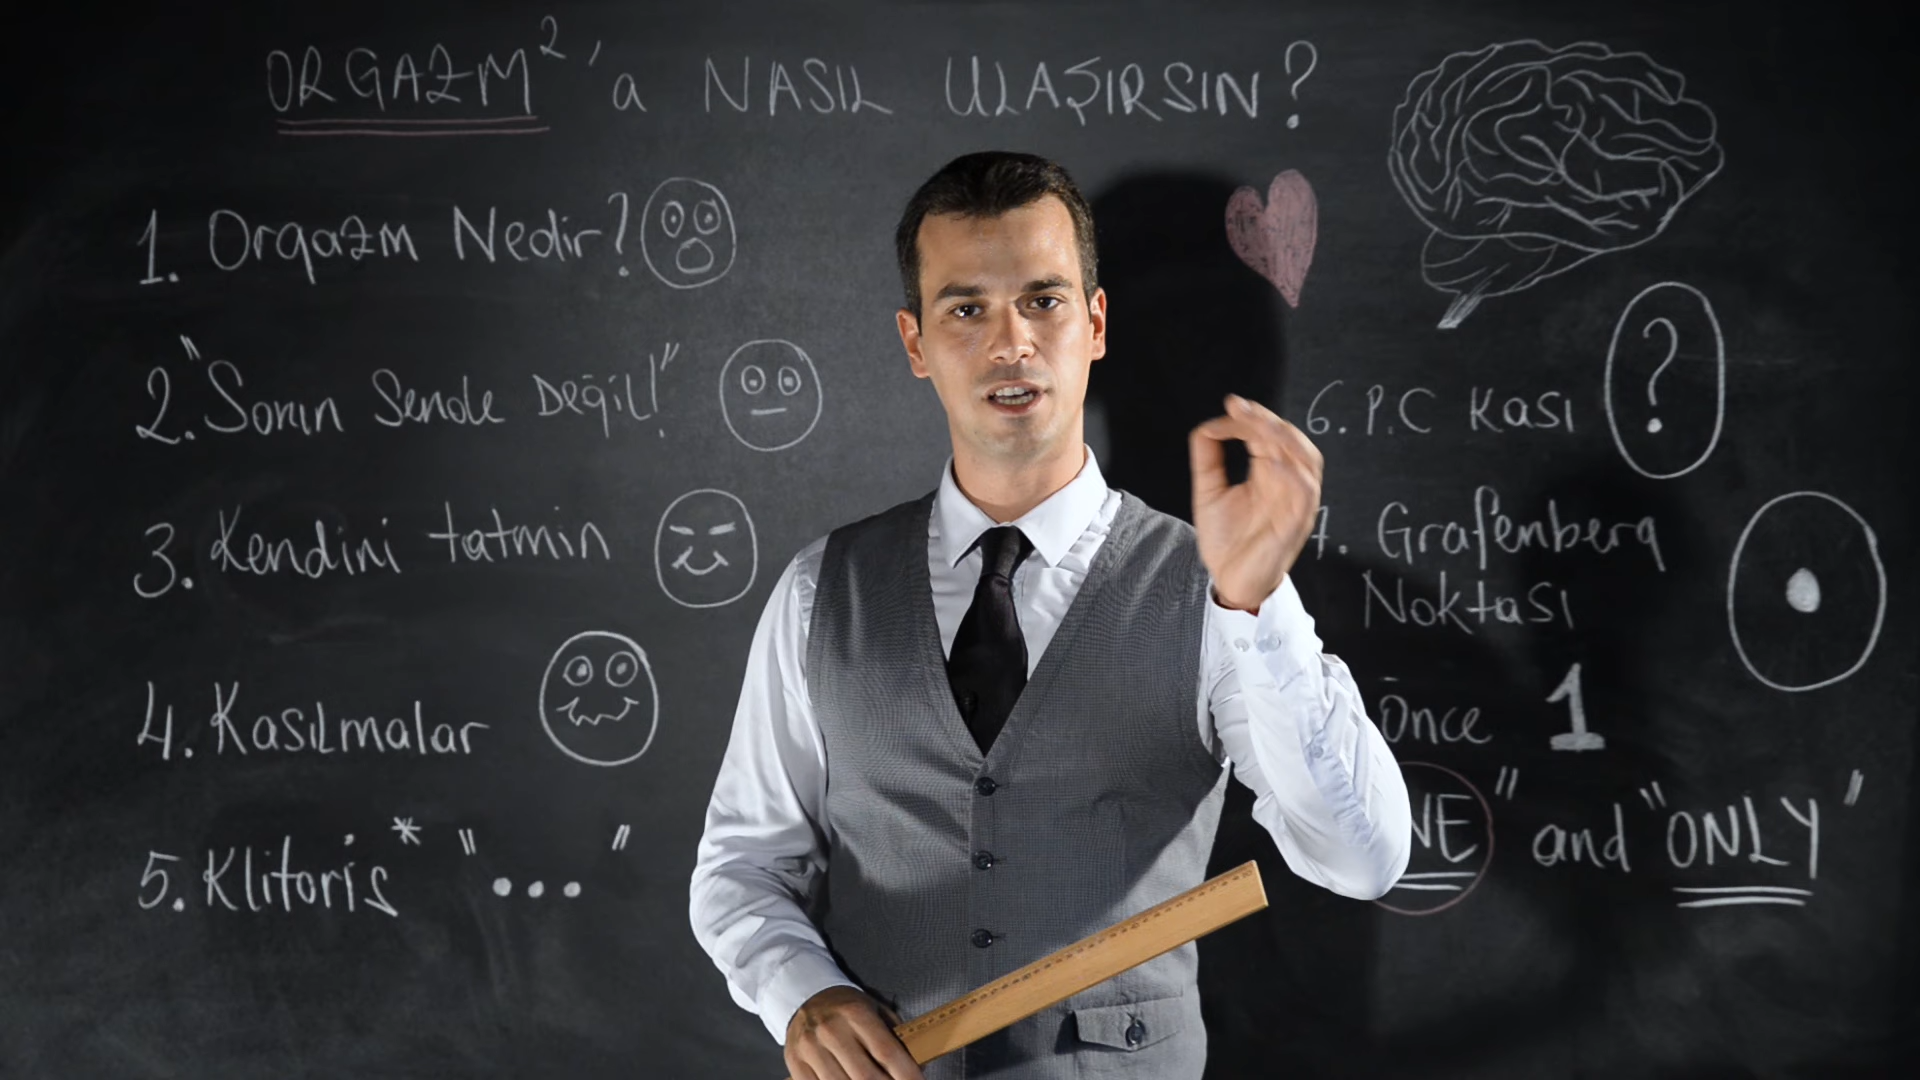 ORGAZM²'a NASIL ULAŞIRSIN?
1. Orgazm Nedir?
2. "Sorun Sende Değil!"
3. Kendini tatmin
4. Kasılmalar
5. Klitoris* "..."
6. P.C Kası
?
7. Grafenberg
Noktası
Önce 1
NE" and "ONLY"